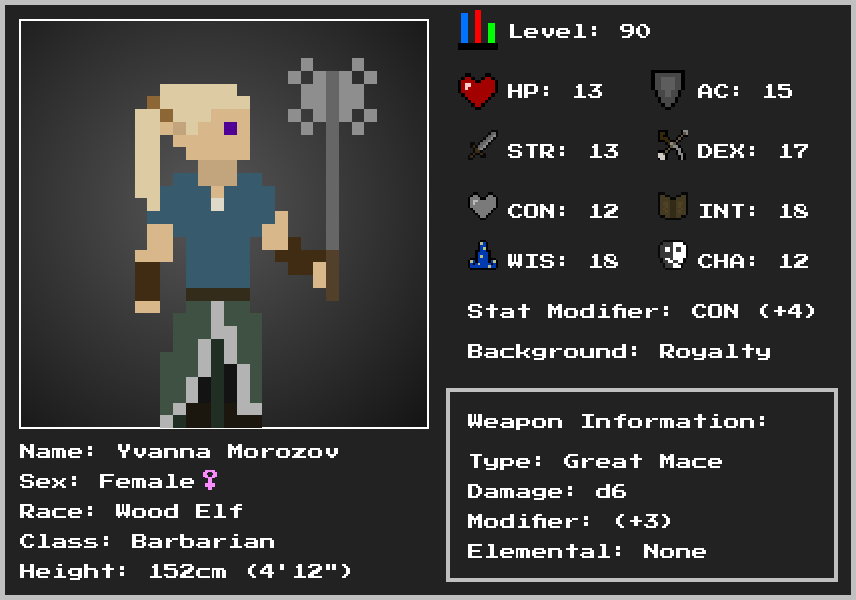 Level: 90
HP: 13
AC: 15
STR: 13
DEX: 17
CON: 12
INT: 18
WIS: 18
CHA: 12
Stat Modifier: CON (+4)
Background: Royalty
Name: Yvanna Morozov
Sex: Female♀
Race: Wood Elf
Class: Barbarian
Height: 152cm (4'12")
Weapon Information:
Type: Great Mace
Damage: d6
Modifier: (+3)
Elemental: None